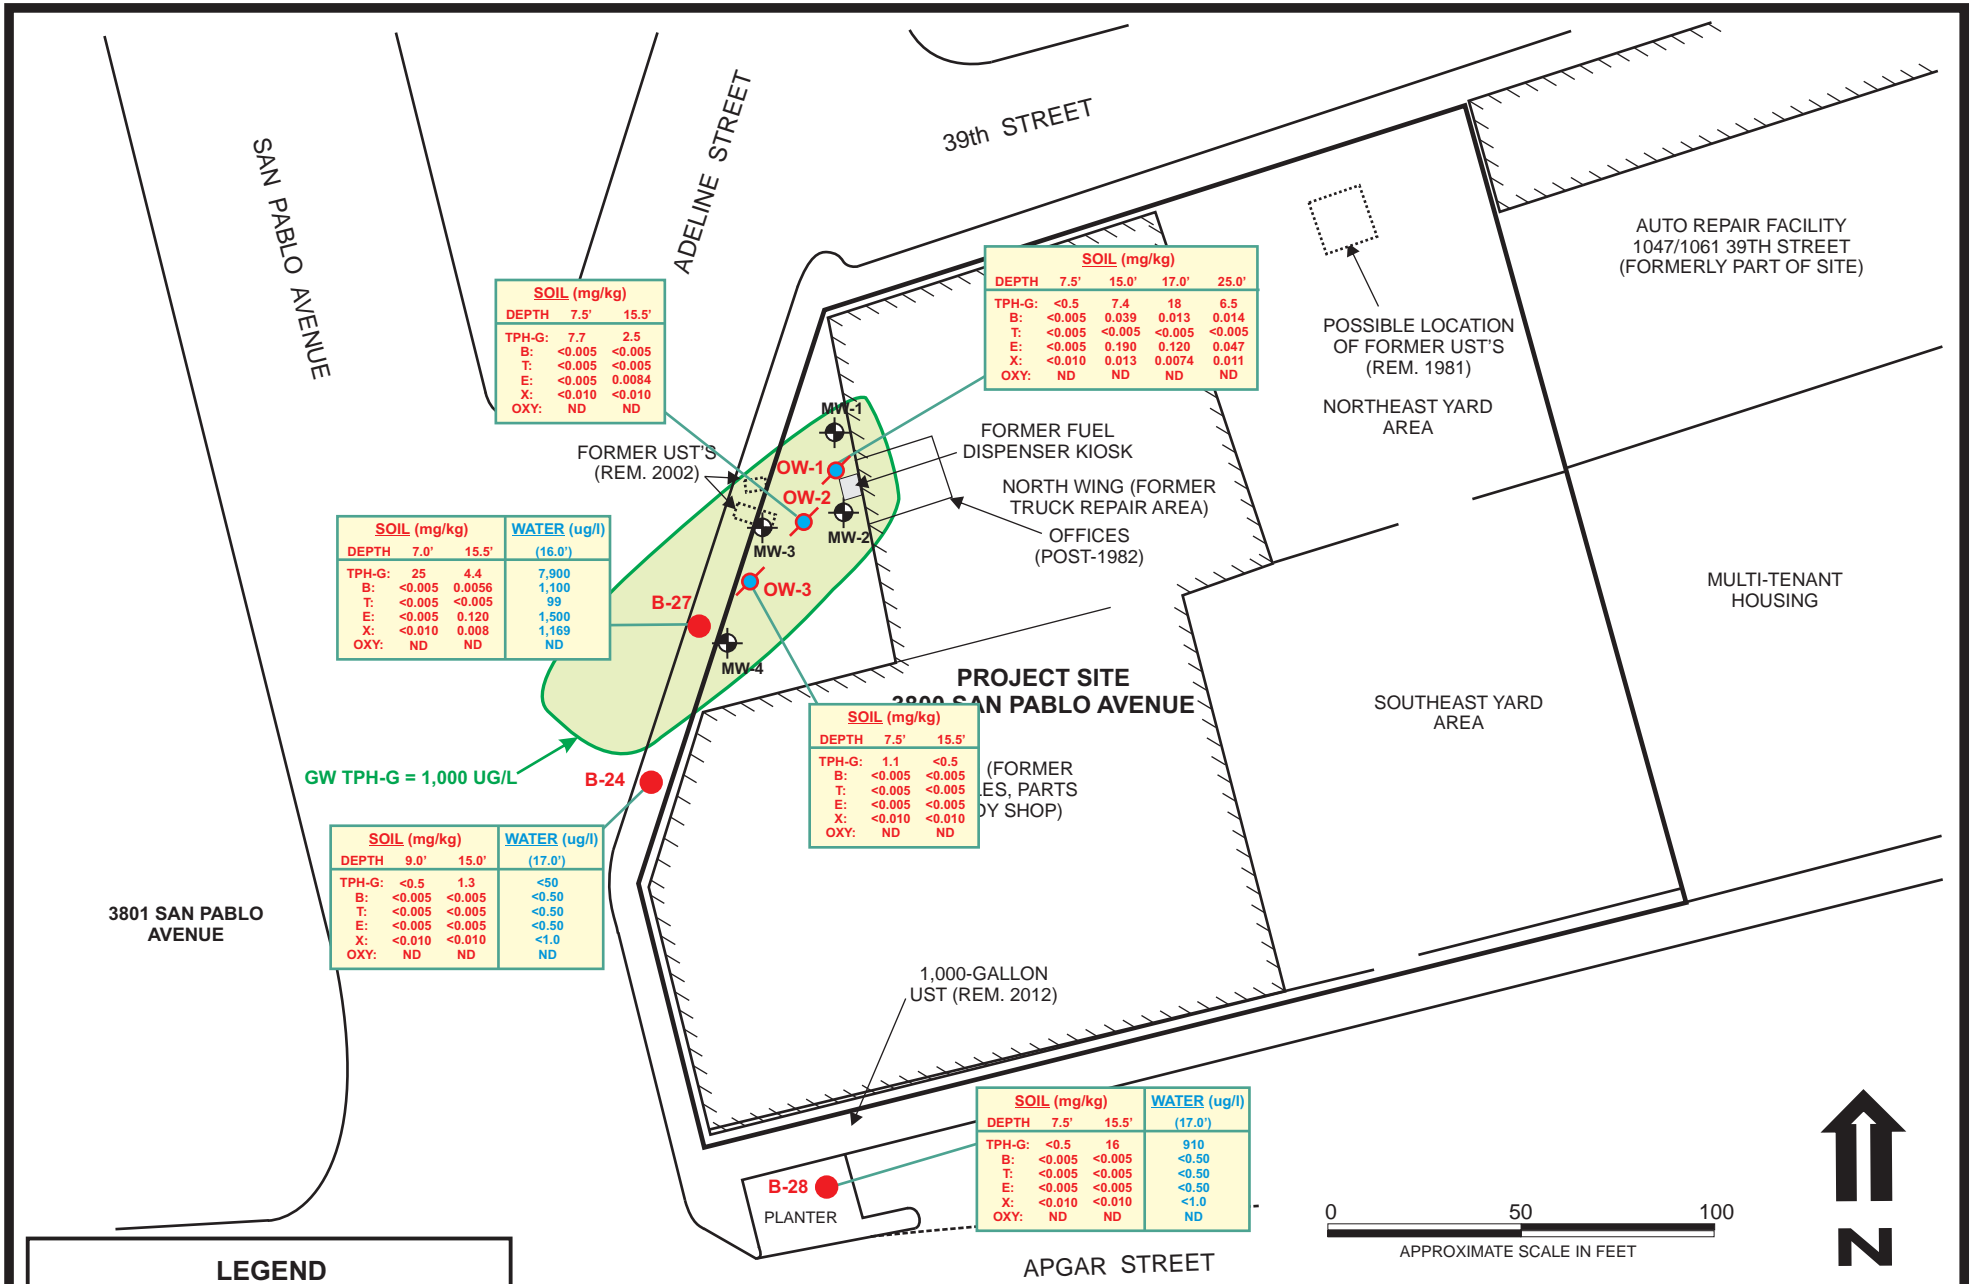 SAN PABLO AVENUE
ADELINE STREET
39th STREET
AUTO REPAIR FACILITY
1047/1061 39TH STREET
(FORMERLY PART OF SITE)
SOIL (mg/kg)
DEPTH 7.5' 15.0' 17.0' 25.0'
TPH-G: <0.5 7.4 18 6.5
B: <0.005 0.039 0.013 0.014
T: <0.005 <0.005 <0.005 <0.005
E: <0.005 0.190 0.120 0.047
X: <0.010 0.013 0.0074 0.011
OXY: ND ND ND ND
SOIL (mg/kg)
DEPTH 7.5' 15.5'
TPH-G: 7.7 2.5
B: <0.005 <0.005
T: <0.005 <0.005
E: <0.005 0.0084
X: <0.010 <0.010
OXY: ND ND
POSSIBLE LOCATION
OF FORMER UST'S
(REM. 1981)
NORTHEAST YARD
AREA
MW-1
FORMER UST'S
(REM. 2002)
OW-1
FORMER FUEL
DISPENSER KIOSK
OW-2
NORTH WING (FORMER
TRUCK REPAIR AREA)
MW-2
MW-3
OFFICES
(POST-1982)
SOIL (mg/kg) WATER (ug/l)
DEPTH 7.0' 15.5' (16.0')
TPH-G: 25 4.4 7,900
B: <0.005 0.0056 1,100
T: <0.005 <0.005 99
E: <0.005 0.120 1,500
X: <0.010 0.008 1,169
OXY: ND ND ND
OW-3
B-27
MW-4
MULTI-TENANT
HOUSING
PROJECT SITE
3800 SAN PABLO AVENUE
SOUTHEAST YARD
AREA
SOIL (mg/kg)
DEPTH 7.5' 15.5'
TPH-G: 1.1 <0.5
B: <0.005 <0.005
T: <0.005 <0.005
E: <0.005 <0.005
X: <0.010 <0.010
OXY: ND ND
(FORMER
LES, PARTS
DY SHOP)
GW TPH-G = 1,000 UG/L
B-24
SOIL (mg/kg) WATER (ug/l)
DEPTH 9.0' 15.0' (17.0')
TPH-G: <0.5 1.3 <50
B: <0.005 <0.005 <0.50
T: <0.005 <0.005 <0.50
E: <0.005 <0.005 <0.50
X: <0.010 <0.010 <1.0
OXY: ND ND ND
3801 SAN PABLO
AVENUE
1,000-GALLON
UST (REM. 2012)
SOIL (mg/kg) WATER (ug/l)
DEPTH 7.5' 15.5' (17.0')
TPH-G: <0.5 16 910
B: <0.005 <0.005 <0.50
T: <0.005 <0.005 <0.50
E: <0.005 <0.005 <0.50
X: <0.010 <0.010 <1.0
OXY: ND ND ND
B-28
PLANTER
APGAR STREET
0 50 100
APPROXIMATE SCALE IN FEET
N
LEGEND